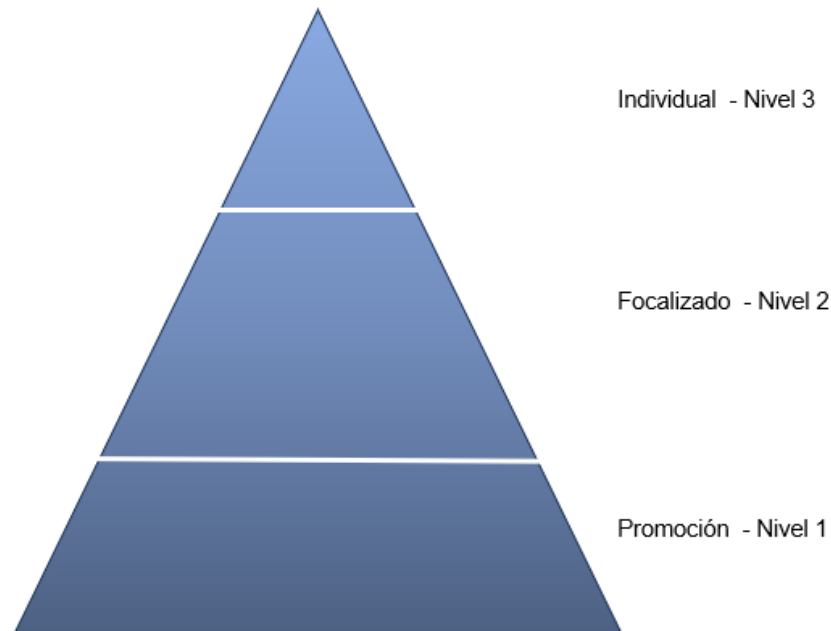 Individual - Nivel 3
Focalizado - Nivel 2
Promoción - Nivel 1